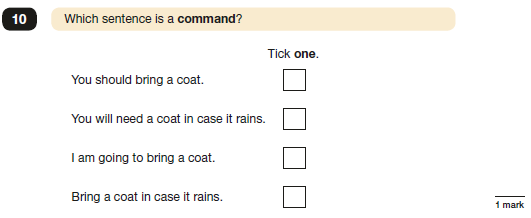 10 Which sentence is a command?
Tick one.
You should bring a coat.
You will need a coat in case it rains.
I am going to bring a coat.
Bring a coat in case it rains.
1 mark